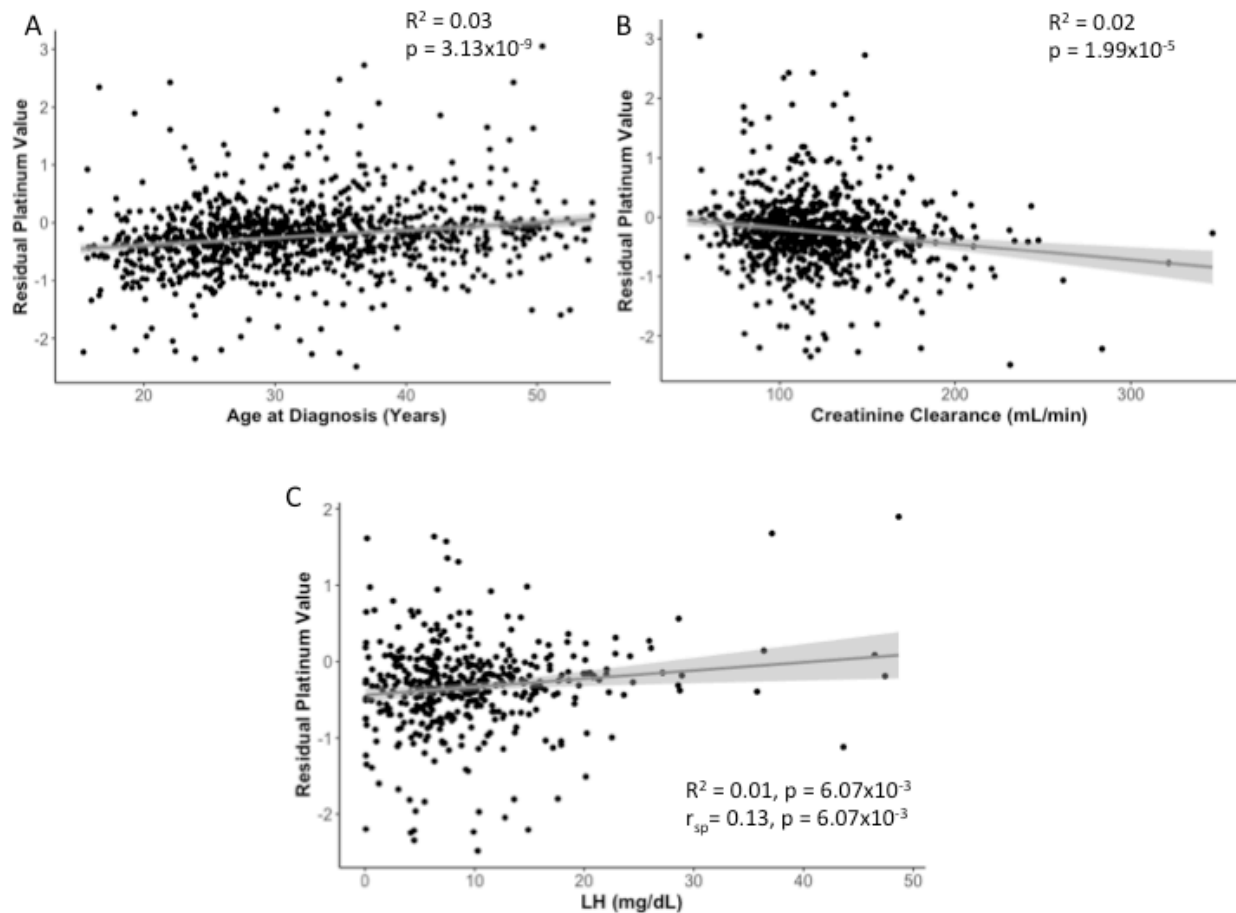 A
R² = 0.03
p = 3.13x10⁻⁹
Residual Platinum Value
3
2
1
0
-1
-2
20
30
40
50
Age at Diagnosis (Years)
B
R² = 0.02
p = 1.99x10⁻⁵
Residual Platinum Value
3
2
1
0
-1
-2
100
200
300
Creatinine Clearance (mL/min)
C
Residual Platinum Value
2
1
0
-1
-2
R² = 0.01, p = 6.07x10⁻³
rsp= 0.13, p = 6.07x10⁻³
0
10
20
30
40
50
LH (mg/dL)